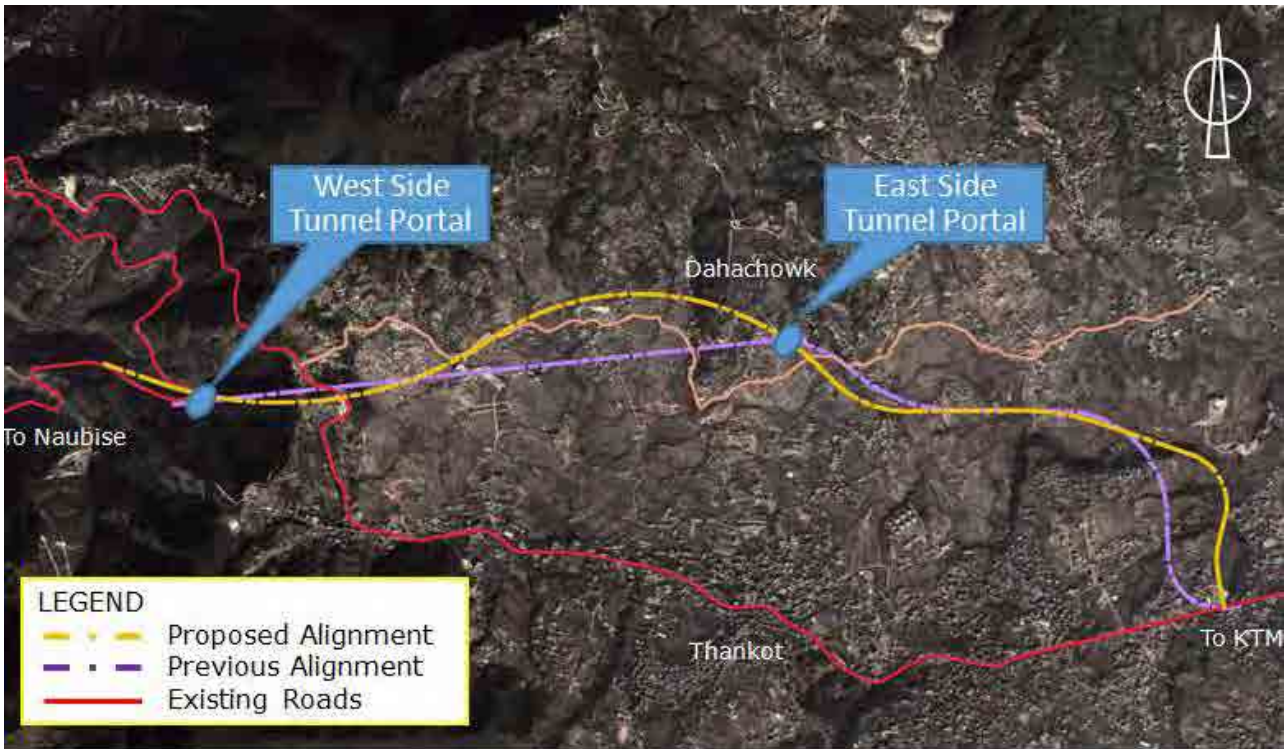 West Side
Tunnel Portal
East Side
Tunnel Portal
Dahachowk
To Naubise
Thankot
To KTM
LEGEND
Proposed Alignment
Previous Alignment
Existing Roads